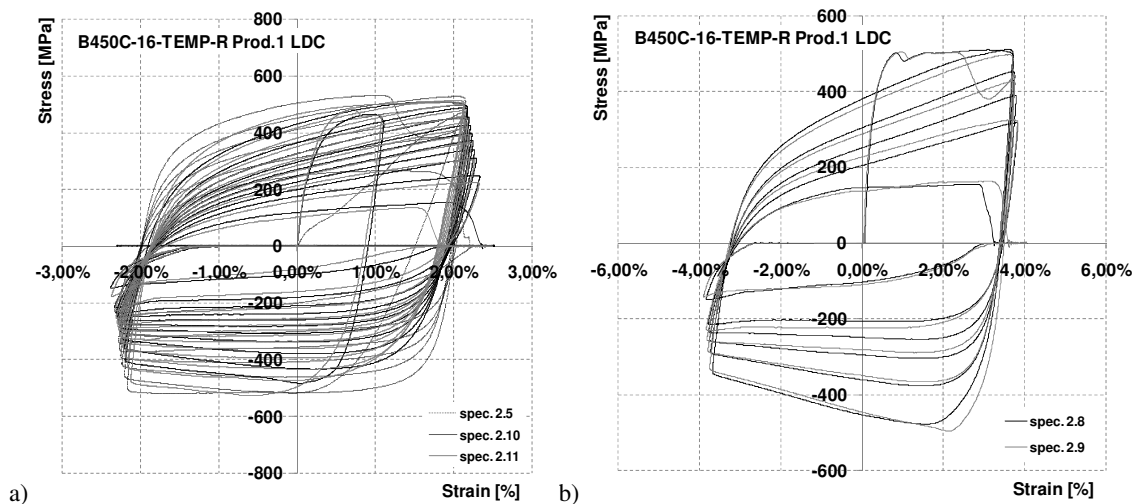 B450C-16-TEMP-R Prod.1 LDC
Stress [MPa]
800
600
400
200
0
-200
-400
-600
-800
-3,00% -2,00% -1,00% 0,00% 1,00% 2,00% 3,00%
spec. 2.5
spec. 2.10
spec. 2.11
Strain [%]
a)
B450C-16-TEMP-R Prod.1 LDC
Stress [MPa]
600
400
200
0
-200
-400
-600
-6,00% -4,00% -2,00% 0,00% 2,00% 4,00% 6,00%
spec. 2.8
spec. 2.9
Strain [%]
b)